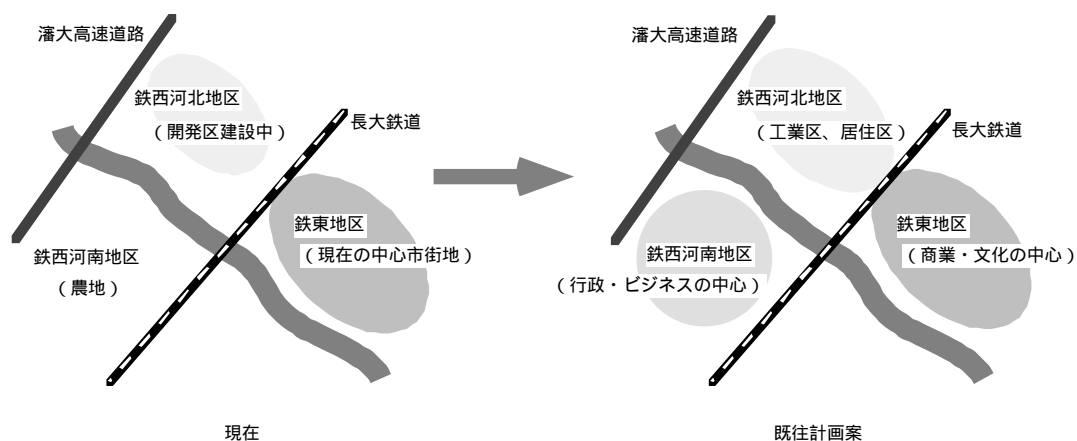 瀋大高速道路
鉄西河北地区
（開発区建設中）
長大鉄道
鉄東地区
（現在の中心市街地）
鉄西河南地区
（農地）
現在
瀋大高速道路
鉄西河北地区
（工業区、居住区）
長大鉄道
鉄東地区
（商業・文化の中心）
鉄西河南地区
（行政・ビジネスの中心）
既往計画案